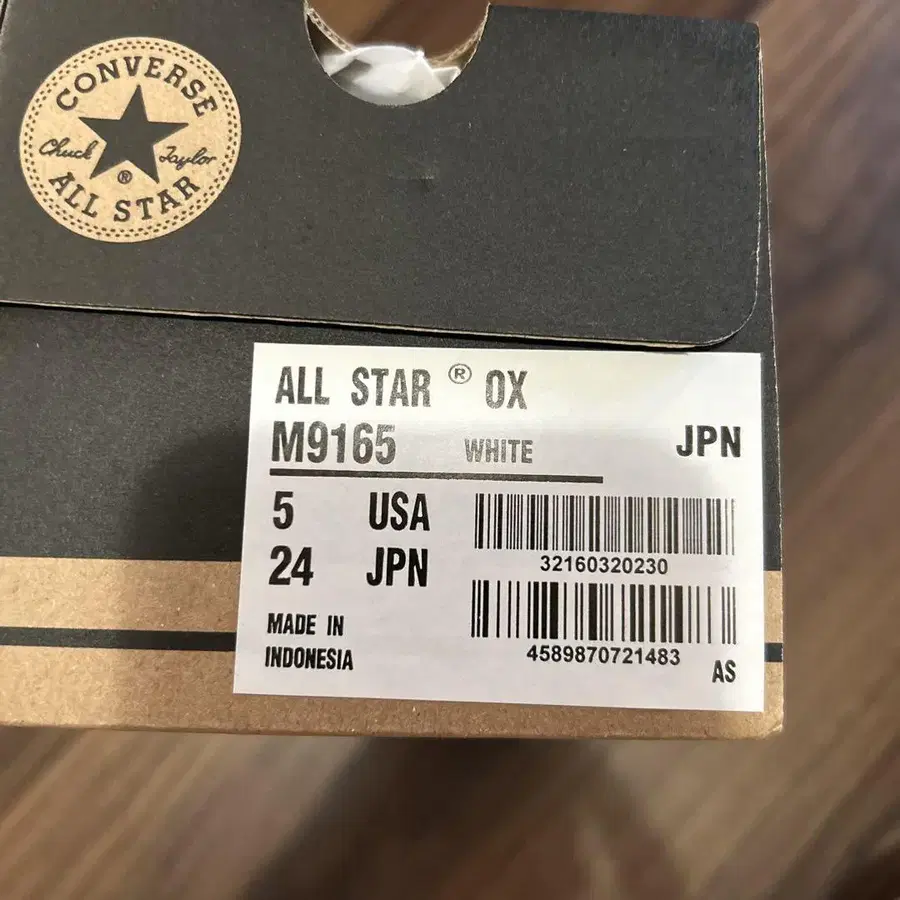 CONVERSE
Chuck Taylor
®
ALL STAR
ALL STAR ® OX
M9165 WHITE JPN
5 USA
24 JPN
32160320230
MADE IN
INDONESIA
4589870721483
AS